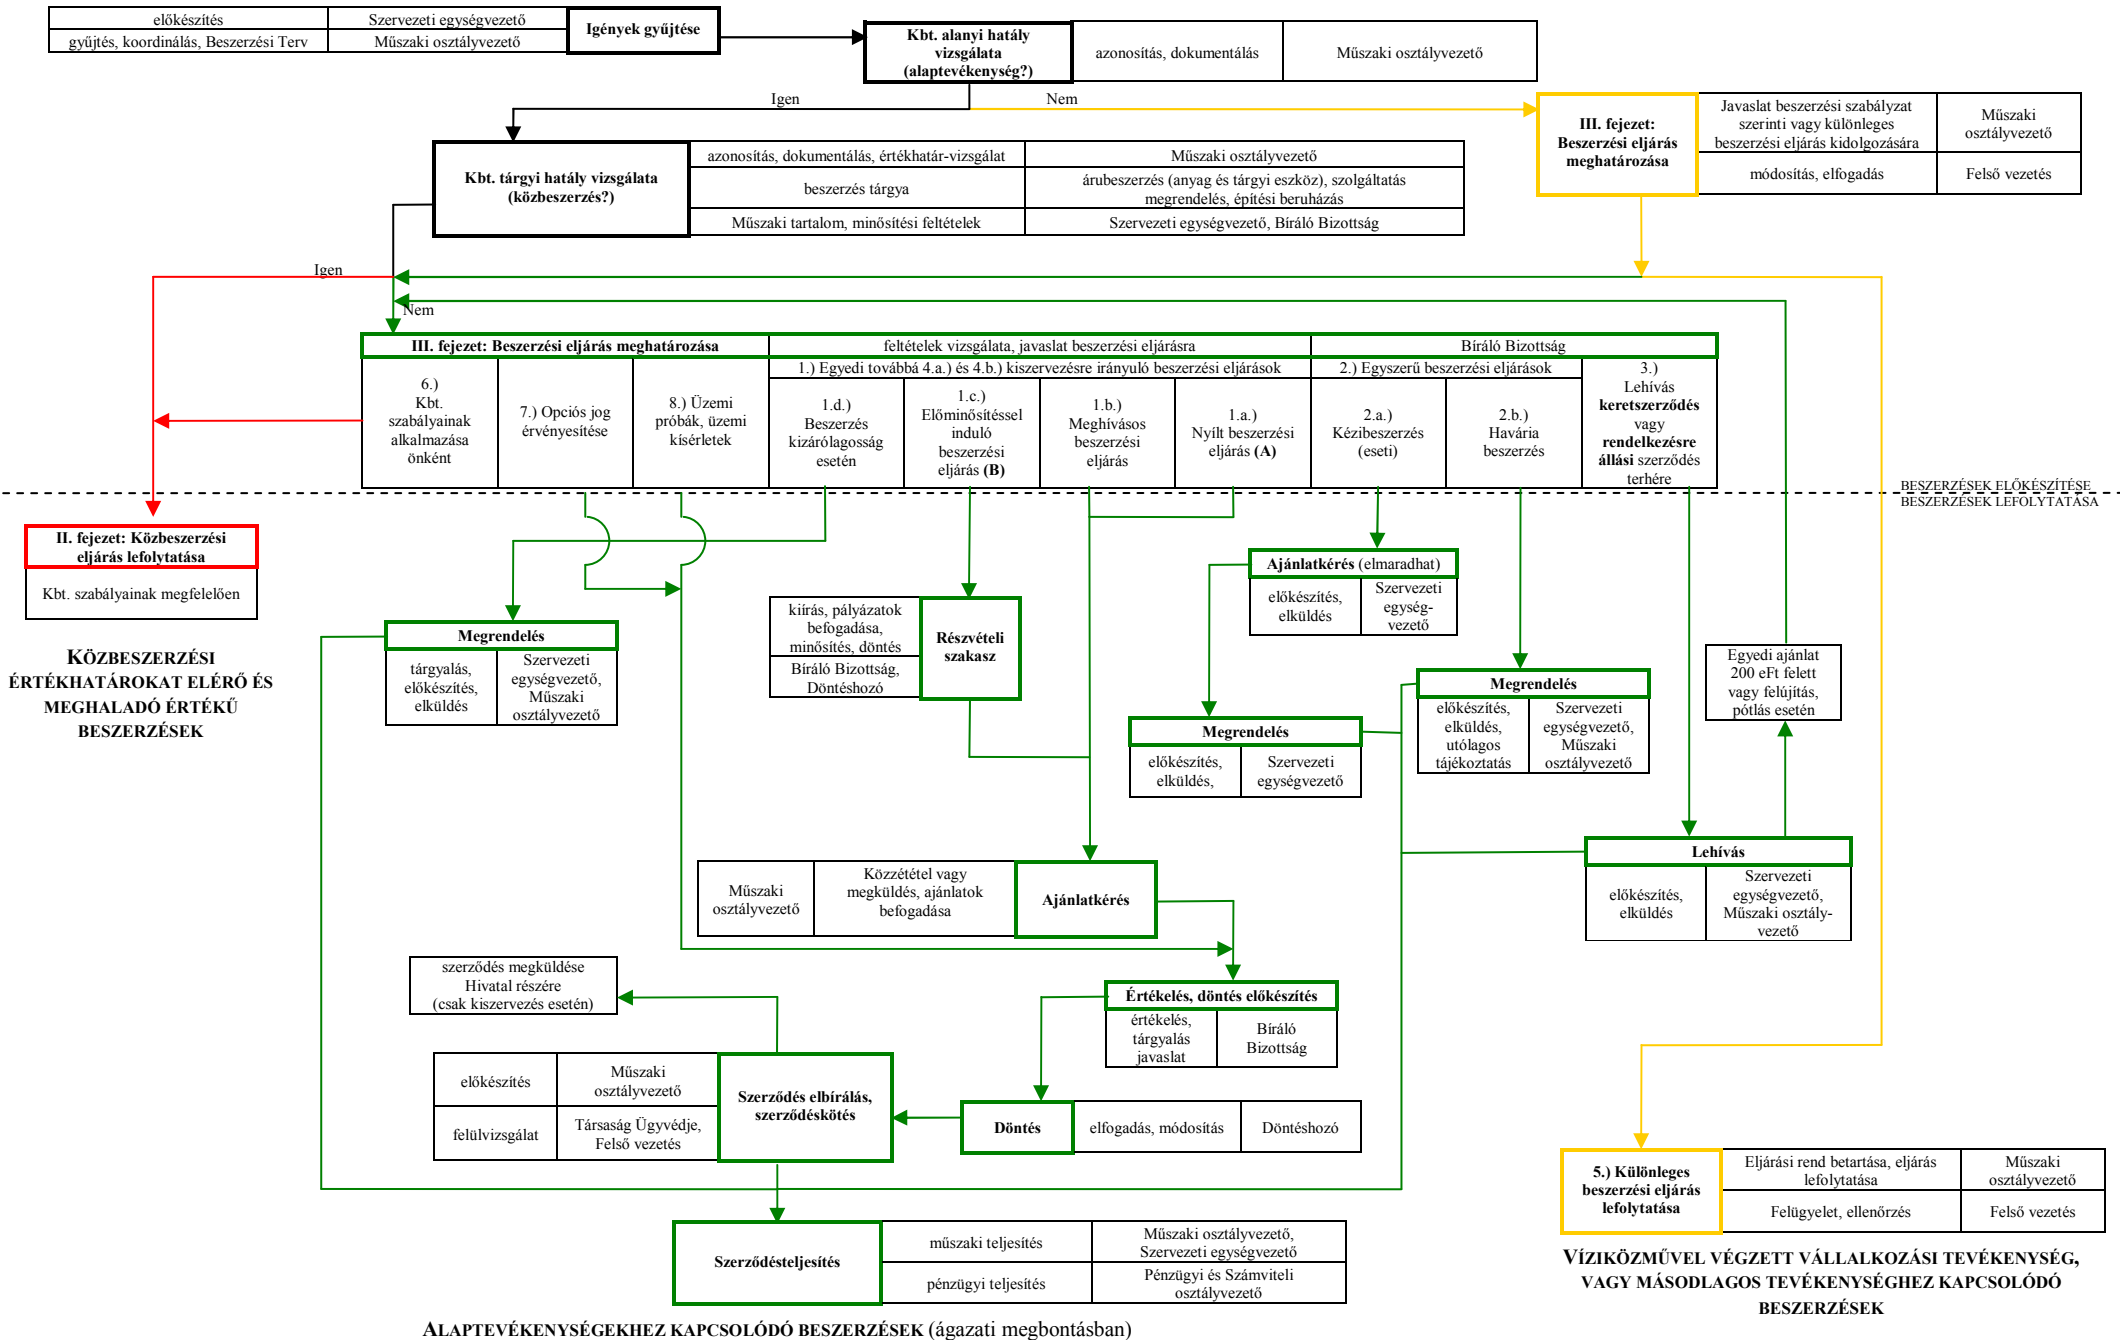 előkészítés
Szervezeti egységvezető
gyűjtés, koordinálás, Beszerzési Terv
Műszaki osztályvezető
Igények gyűjtése
Kbt. alanyi hatály
vizsgálata
(alaptevékenység?)
azonosítás, dokumentálás
Műszaki osztályvezető
Igen
Nem
III. fejezet:
Beszerzési eljárás
meghatározása
Javaslat beszerzési szabályzat
szerinti vagy különleges
beszerzési eljárás kidolgozására
Műszaki
osztályvezető
módosítás, elfogadás
Felső vezetés
Kbt. tárgyi hatály vizsgálata
(közbeszerzés?)
azonosítás, dokumentálás, értékhatár-vizsgálat
Műszaki osztályvezető
beszerzés tárgya
árubeszerzés (anyag és tárgyi eszköz), szolgáltatás
megrendelés, építési beruházás
Műszaki tartalom, minősítési feltételek
Szervezeti egységvezető, Bíráló Bizottság
Igen
Nem
III. fejezet: Beszerzési eljárás meghatározása
feltételek vizsgálata, javaslat beszerzési eljárásra
Bíráló Bizottság
6.)
Kbt.
szabályainak
alkalmazása
önként
7.) Opciós jog
érvényesítése
8.) Üzemi
próbák, üzemi
kísérletek
1.) Egyedi továbbá 4.a.) és 4.b.) kiszervezésre irányuló beszerzési eljárások
1.d.)
Beszerzés
kizárólagosság
esetén
1.c.)
Előminősítéssel
induló
beszerzési
eljárás (B)
1.b.)
Meghívásos
beszerzési
eljárás
1.a.)
Nyílt beszerzési
eljárás (A)
2.) Egyszerű beszerzési eljárások
2.a.)
Kézibeszerzés
(eseti)
2.b.)
Havária
beszerzés
3.)
Lehívás
keretszerződés
vagy
rendelkezésre
állási szerződés
terhére
BESZERZÉSEK ELŐKÉSZÍTÉSE
BESZERZÉSEK LEFOLYTATÁSA
II. fejezet: Közbeszerzési
eljárás lefolytatása
Kbt. szabályainak megfelelően
KÖZBESZERZÉSI
ÉRTÉKHATÁROKAT ELÉRŐ ÉS
MEGHALADÓ ÉRTÉKŰ
BESZERZÉSEK
Megrendelés
tárgyalás,
előkészítés,
elküldés
Szervezeti
egységvezető,
Műszaki
osztályvezető
kiírás, pályázatok
befogadása,
minősítés, döntés
Bíráló Bizottság,
Döntéshozó
Részvételi
szakasz
Ajánlatkérés (elmaradhat)
előkészítés,
elküldés
Szervezeti
egység-
vezető
Megrendelés
előkészítés,
elküldés,
Szervezeti
egységvezető
Megrendelés
előkészítés,
elküldés,
utólagos
tájékoztatás
Szervezeti
egységvezető,
Műszaki
osztályvezető
Egyedi ajánlat
200 eFt felett
vagy felújítás,
pótlás esetén
Lehívás
előkészítés,
elküldés
Szervezeti
egységvezető,
Műszaki osztály-
vezető
Műszaki
osztályvezető
Közzététel vagy
megküldés, ajánlatok
befogadása
Ajánlatkérés
szerződés megküldése
Hivatal részére
(csak kiszervezés esetén)
Értékelés, döntés előkészítés
értékelés,
tárgyalás
javaslat
Bíráló
Bizottság
előkészítés
Műszaki
osztályvezető
felülvizsgálat
Társaság Ügyvédje,
Felső vezetés
Szerződés elbírálás,
szerződéskötés
Döntés
elfogadás, módosítás
Döntéshozó
5.) Különleges
beszerzési eljárás
lefolytatása
Eljárási rend betartása, eljárás
lefolytatása
Műszaki
osztályvezető
Felügyelet, ellenőrzés
Felső vezetés
Szerződésteljesítés
műszaki teljesítés
Műszaki osztályvezető,
Szervezeti egységvezető
pénzügyi teljesítés
Pénzügyi és Számviteli
osztályvezető
VÍZIKÖZMŰVEL VÉGZETT VÁLLALKOZÁSI TEVÉKENYSÉG,
VAGY MÁSODLAGOS TEVÉKENYSÉGHEZ KAPCSOLÓDÓ
BESZERZÉSEK
ALAPTEVÉKENYSÉGEKHEZ KAPCSOLÓDÓ BESZERZÉSEK (ágazati megbontásban)